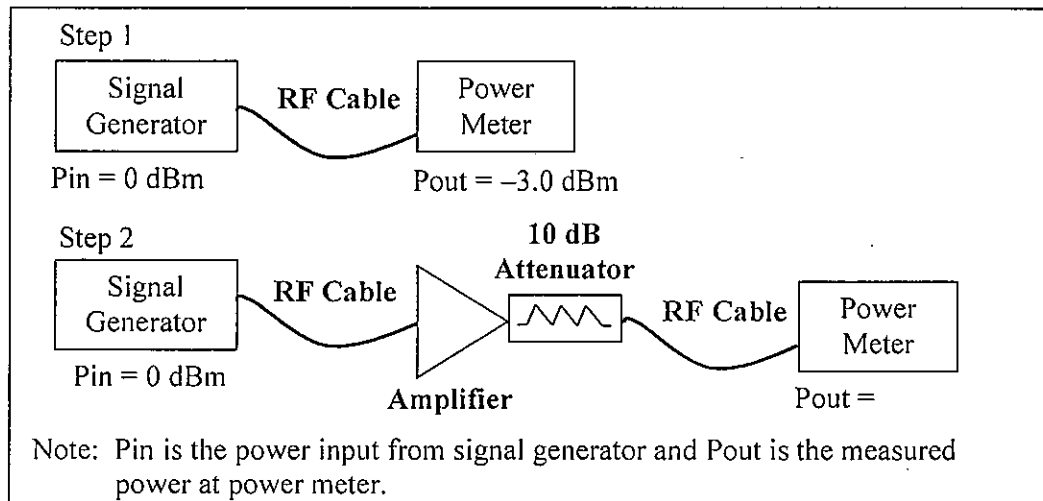 Step 1
Signal Generator
RF Cable
Power Meter
Pin = 0 dBm
Pout = –3.0 dBm
Step 2
Signal Generator
RF Cable
10 dB Attenuator
RF Cable
Power Meter
Pin = 0 dBm
Amplifier
Pout =
Note: Pin is the power input from signal generator and Pout is the measured
power at power meter.